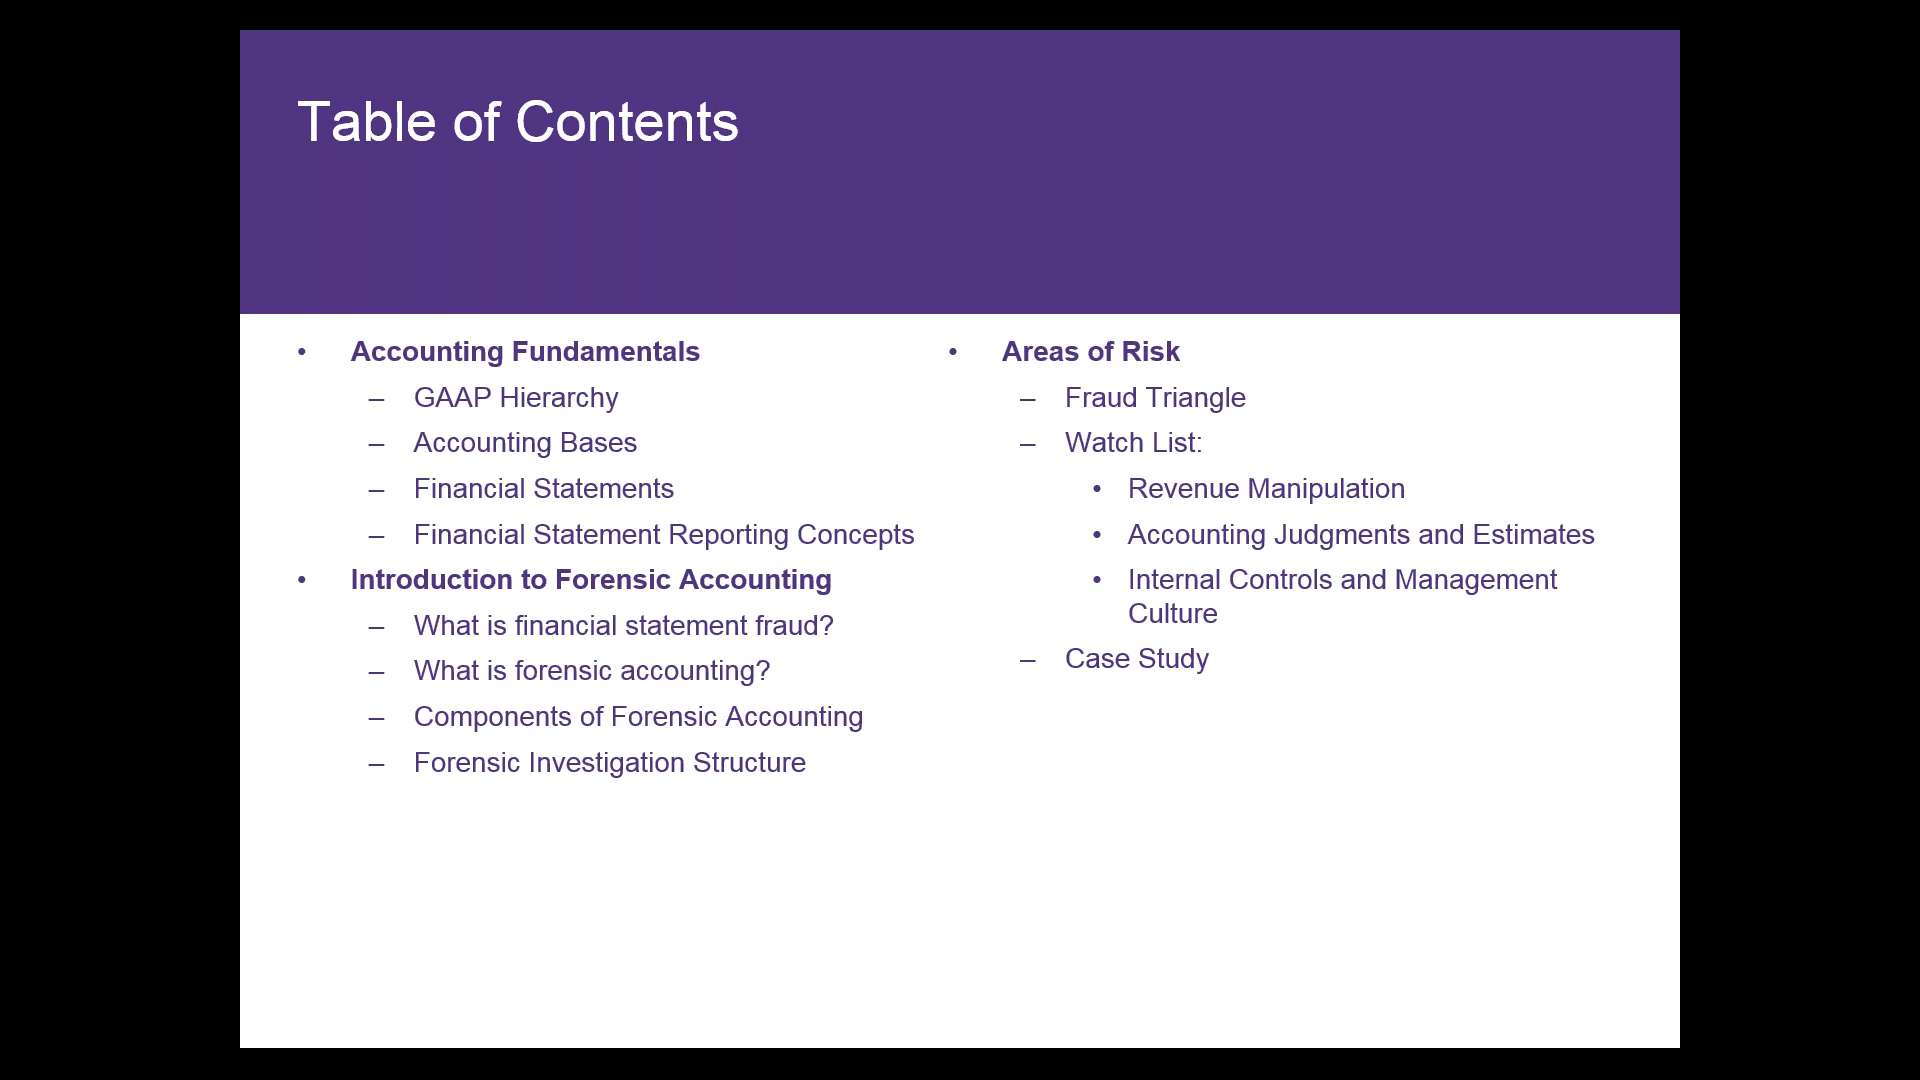 Table of Contents
• Accounting Fundamentals
– GAAP Hierarchy
– Accounting Bases
– Financial Statements
– Financial Statement Reporting Concepts
• Introduction to Forensic Accounting
– What is financial statement fraud?
– What is forensic accounting?
– Components of Forensic Accounting
– Forensic Investigation Structure
• Areas of Risk
– Fraud Triangle
– Watch List:
• Revenue Manipulation
• Accounting Judgments and Estimates
• Internal Controls and Management
Culture
– Case Study